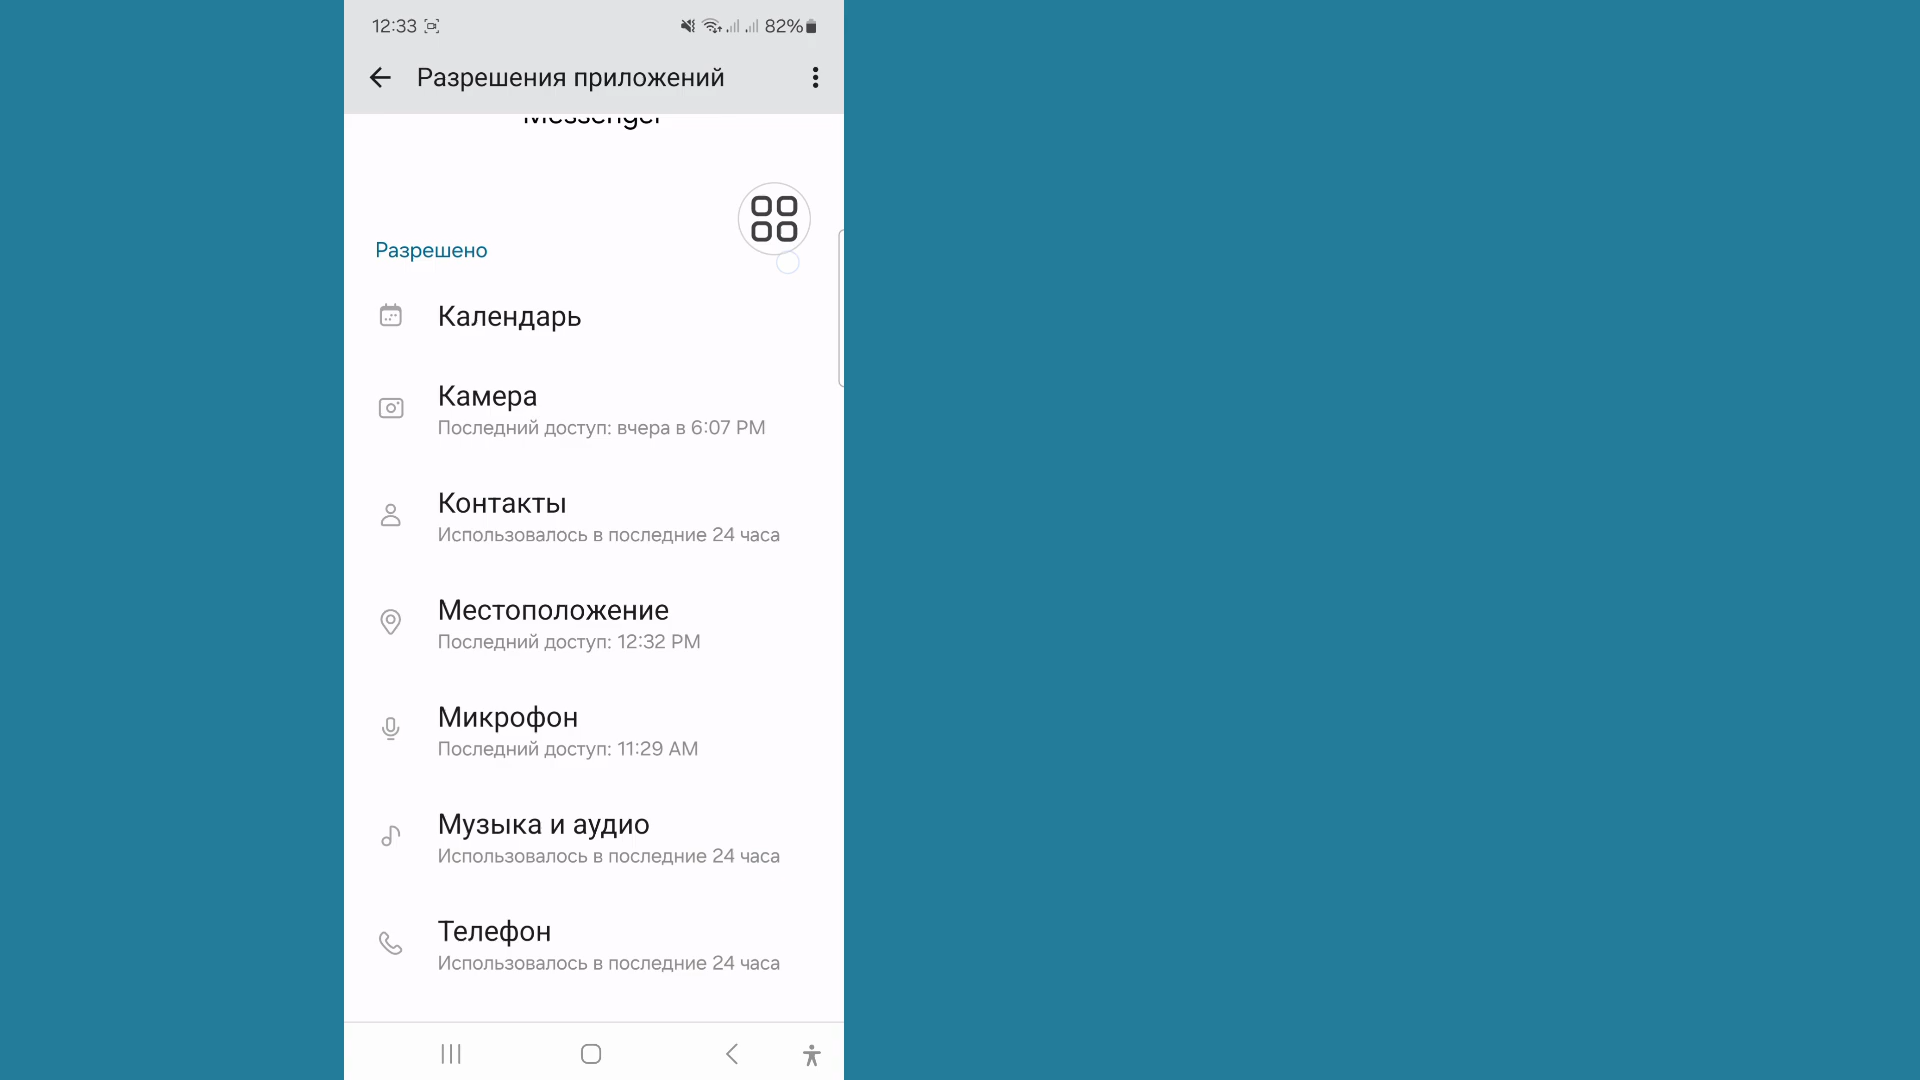 12:33 82%
Разрешения приложений
Messenger
Разрешено
Календарь
Камера
Последний доступ: вчера в 6:07 PM
Контакты
Использовалось в последние 24 часа
Местоположение
Последний доступ: 12:32 PM
Микрофон
Последний доступ: 11:29 AM
Музыка и аудио
Использовалось в последние 24 часа
Телефон
Использовалось в последние 24 часа